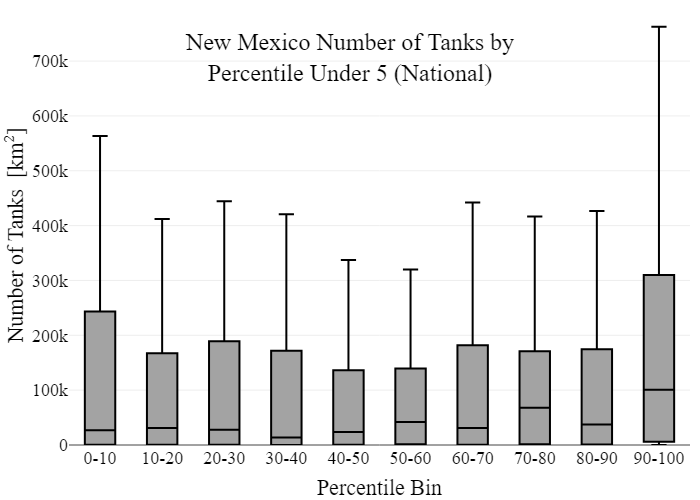 New Mexico Number of Tanks by
Percentile Under 5 (National)
Number of Tanks [km²]
700k
600k
500k
400k
300k
200k
100k
0
0-10 10-20 20-30 30-40 40-50 50-60 60-70 70-80 80-90 90-100
Percentile Bin